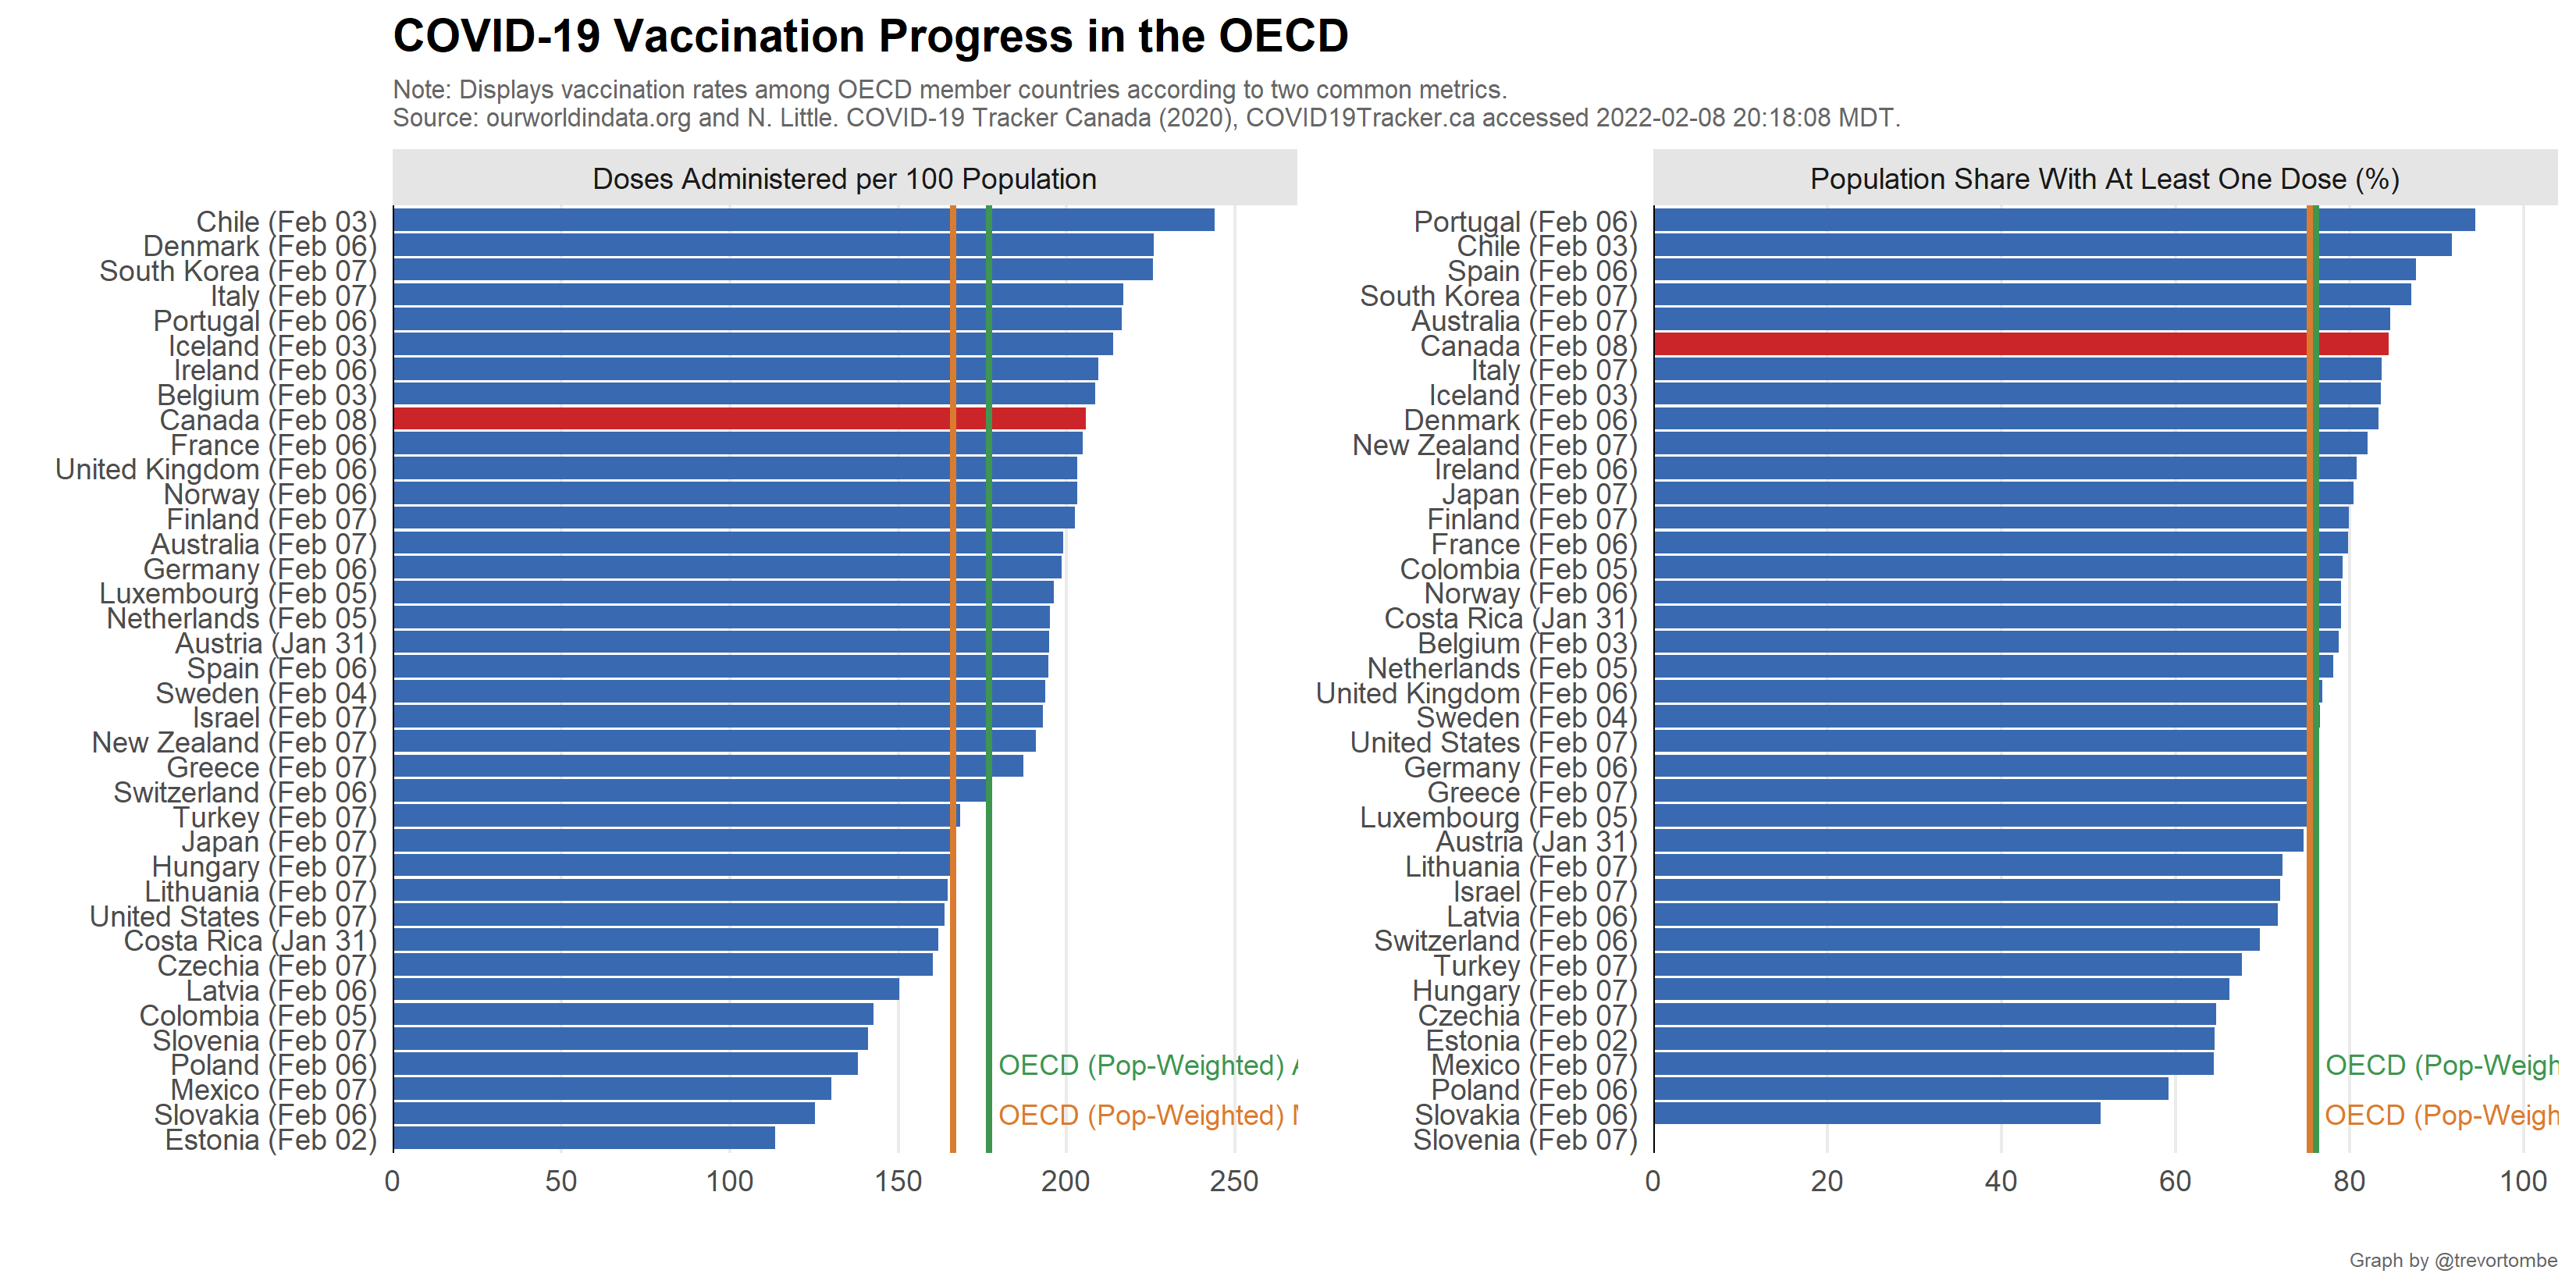 COVID-19 Vaccination Progress in the OECD
Note: Displays vaccination rates among OECD member countries according to two common metrics.
Source: ourworldindata.org and N. Little. COVID-19 Tracker Canada (2020), COVID19Tracker.ca accessed 2022-02-08 20:18:08 MDT.
Doses Administered per 100 Population
Chile (Feb 03)
Denmark (Feb 06)
South Korea (Feb 07)
Italy (Feb 07)
Portugal (Feb 06)
Iceland (Feb 03)
Ireland (Feb 06)
Belgium (Feb 03)
Canada (Feb 08)
France (Feb 06)
United Kingdom (Feb 06)
Norway (Feb 06)
Finland (Feb 07)
Australia (Feb 07)
Germany (Feb 06)
Luxembourg (Feb 05)
Netherlands (Feb 05)
Austria (Jan 31)
Spain (Feb 06)
Sweden (Feb 04)
Israel (Feb 07)
New Zealand (Feb 07)
Greece (Feb 07)
Switzerland (Feb 06)
Turkey (Feb 07)
Japan (Feb 07)
Hungary (Feb 07)
Lithuania (Feb 07)
United States (Feb 07)
Costa Rica (Jan 31)
Czechia (Feb 07)
Latvia (Feb 06)
Colombia (Feb 05)
Slovenia (Feb 07)
Poland (Feb 06)
Mexico (Feb 07)
Slovakia (Feb 06)
Estonia (Feb 02)
OECD (Pop-Weighted)
OECD (Pop-Weighted)
0 50 100 150 200 250
Population Share With At Least One Dose (%)
Portugal (Feb 06)
Chile (Feb 03)
Spain (Feb 06)
South Korea (Feb 07)
Australia (Feb 07)
Canada (Feb 08)
Italy (Feb 07)
Iceland (Feb 03)
Denmark (Feb 06)
New Zealand (Feb 07)
Ireland (Feb 06)
Japan (Feb 07)
Finland (Feb 07)
France (Feb 06)
Colombia (Feb 05)
Norway (Feb 06)
Costa Rica (Jan 31)
Belgium (Feb 03)
Netherlands (Feb 05)
United Kingdom (Feb 06)
Sweden (Feb 04)
United States (Feb 07)
Germany (Feb 06)
Greece (Feb 07)
Luxembourg (Feb 05)
Austria (Jan 31)
Lithuania (Feb 07)
Israel (Feb 07)
Latvia (Feb 06)
Switzerland (Feb 06)
Turkey (Feb 07)
Hungary (Feb 07)
Czechia (Feb 07)
Estonia (Feb 02)
Mexico (Feb 07)
Poland (Feb 06)
Slovakia (Feb 06)
Slovenia (Feb 07)
OECD (Pop-Weigh
OECD (Pop-Weigh
0 20 40 60 80 100
Graph by @trevortombe